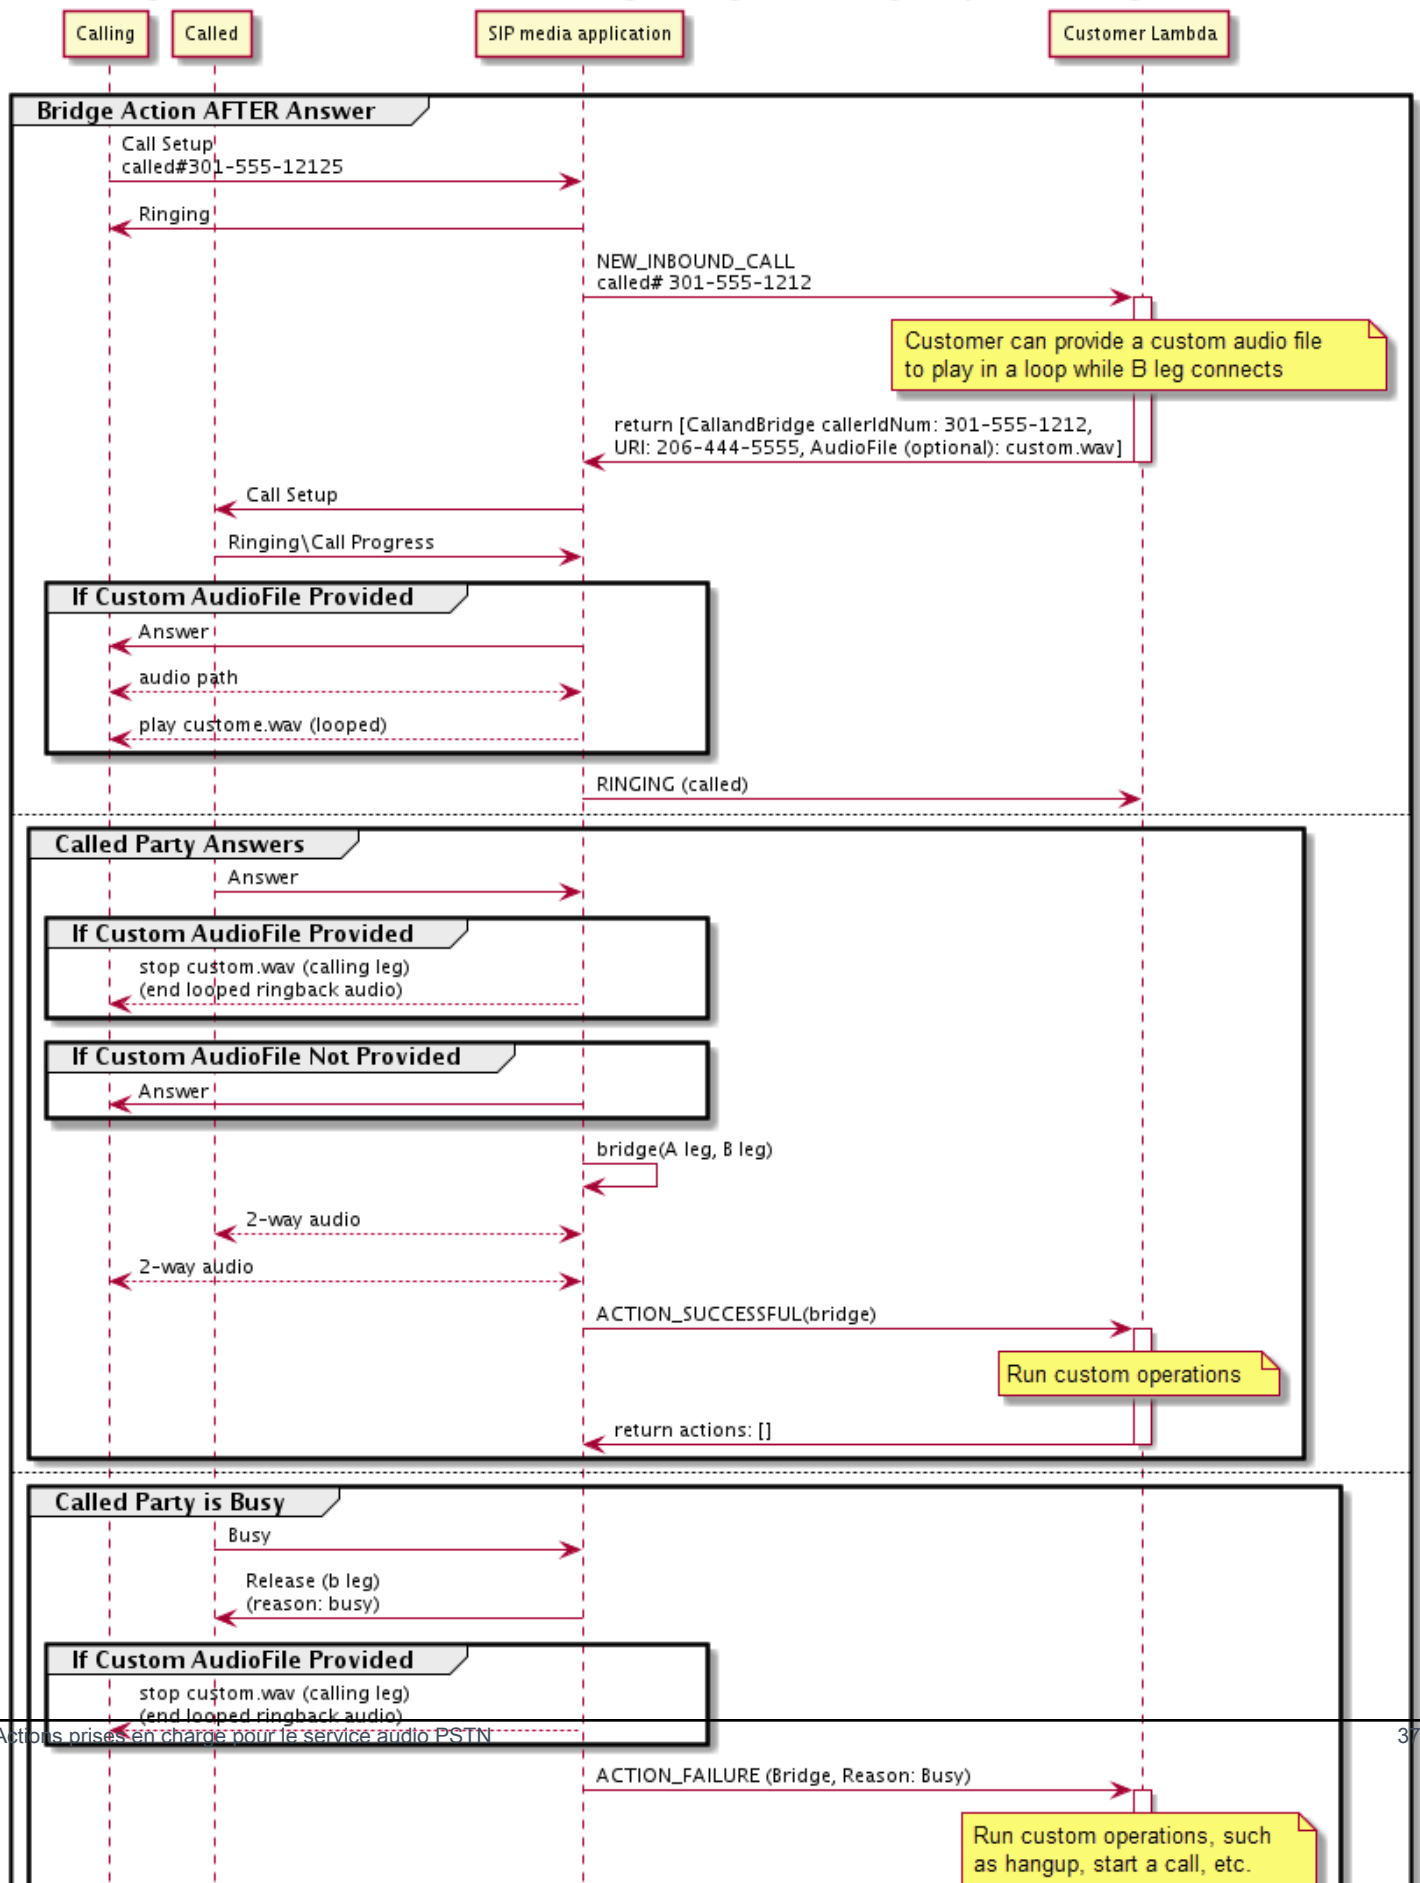 Calling
Called
SIP media application
Customer Lambda
Bridge Action AFTER Answer
Call Setup
called#301-555-12125
Ringing
NEW_INBOUND_CALL
called# 301-555-1212
Customer can provide a custom audio file
to play in a loop while B leg connects
return [CallandBridge callerIdNum: 301-555-1212,
URI: 206-444-5555, AudioFile (optional): custom.wav]
Call Setup
Ringing\Call Progress
If Custom AudioFile Provided
Answer
audio path
play custome.wav (looped)
RINGING (called)
Called Party Answers
Answer
If Custom AudioFile Provided
stop custom.wav (calling leg)
(end looped ringback audio)
If Custom AudioFile Not Provided
Answer
bridge(A leg, B leg)
2-way audio
2-way audio
ACTION_SUCCESSFUL(bridge)
Run custom operations
return actions: []
Called Party is Busy
Busy
Release (b leg)
(reason: busy)
If Custom AudioFile Provided
stop custom.wav (calling leg)
(end looped ringback audio)
Actions prises en charge pour le service audio PSTN
37
ACTION_FAILURE (Bridge, Reason: Busy)
Run custom operations, such
as hangup, start a call, etc.